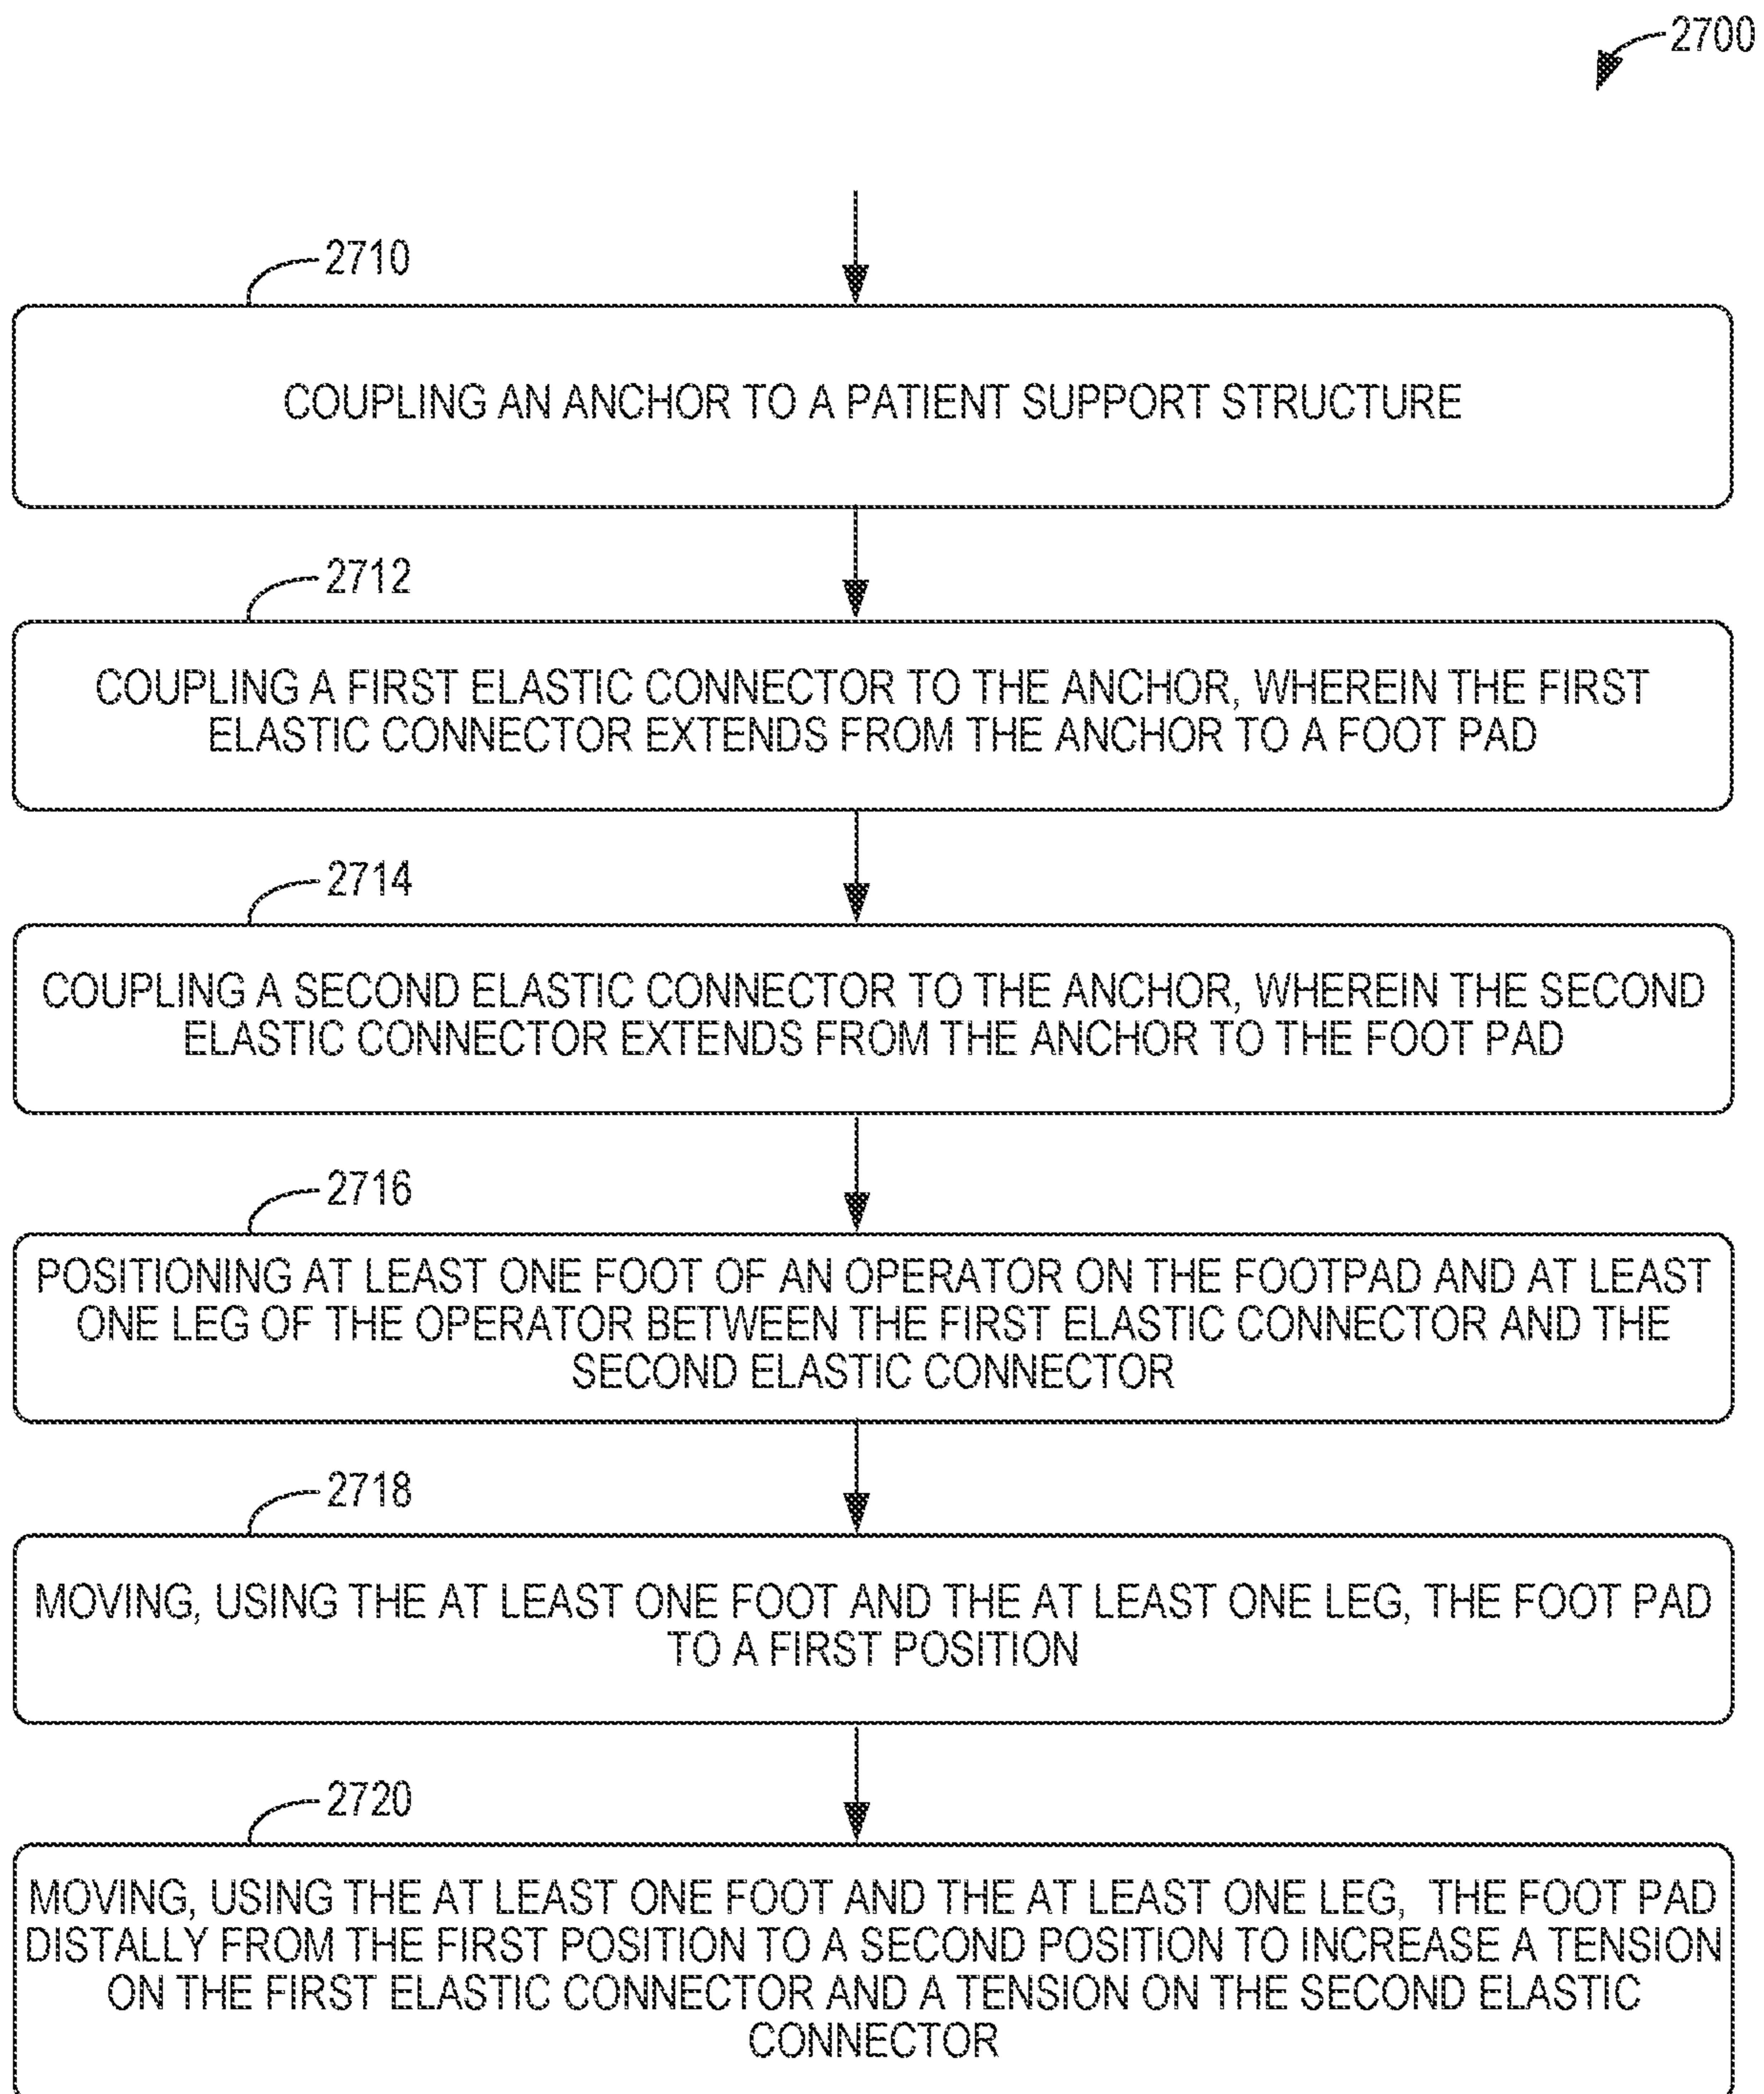 2700
2710
COUPLING AN ANCHOR TO A PATIENT SUPPORT STRUCTURE
2712
COUPLING A FIRST ELASTIC CONNECTOR TO THE ANCHOR, WHEREIN THE FIRST
ELASTIC CONNECTOR EXTENDS FROM THE ANCHOR TO A FOOT PAD
2714
COUPLING A SECOND ELASTIC CONNECTOR TO THE ANCHOR, WHEREIN THE SECOND
ELASTIC CONNECTOR EXTENDS FROM THE ANCHOR TO THE FOOT PAD
2716
POSITIONING AT LEAST ONE FOOT OF AN OPERATOR ON THE FOOTPAD AND AT LEAST
ONE LEG OF THE OPERATOR BETWEEN THE FIRST ELASTIC CONNECTOR AND THE
SECOND ELASTIC CONNECTOR
2718
MOVING, USING THE AT LEAST ONE FOOT AND THE AT LEAST ONE LEG, THE FOOT PAD
TO A FIRST POSITION
2720
MOVING, USING THE AT LEAST ONE FOOT AND THE AT LEAST ONE LEG, THE FOOT PAD
DISTALLY FROM THE FIRST POSITION TO A SECOND POSITION TO INCREASE A TENSION
ON THE FIRST ELASTIC CONNECTOR AND A TENSION ON THE SECOND ELASTIC
CONNECTOR